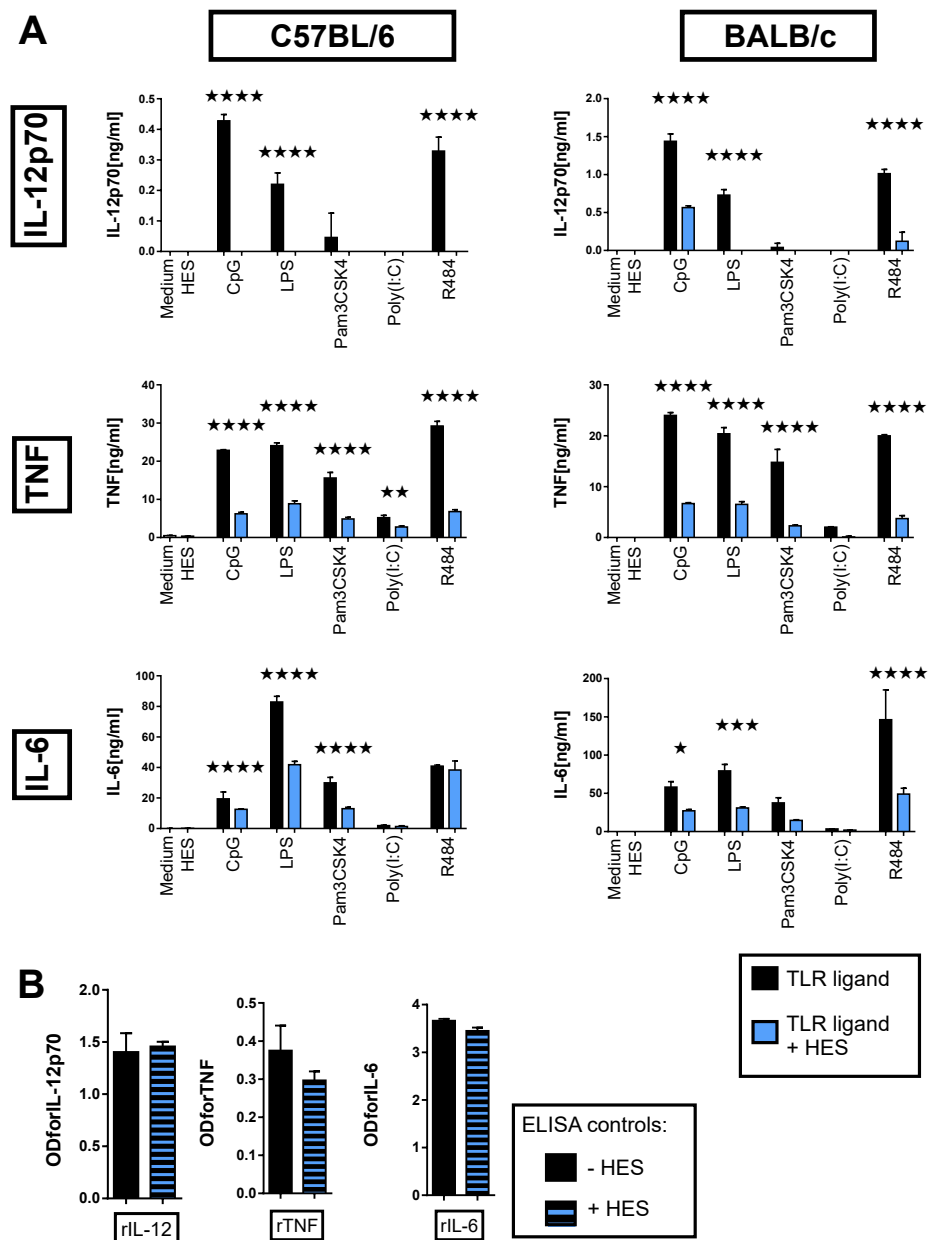 A
C57BL/6
BALB/c
IL-12p70
IL-12p70[ng/ml]
0.5
0.4
0.3
0.2
0.1
0.0
★★★★
★★★★
★★★★
Medium
HES
CpG
LPS
Pam3CSK4
Poly(I:C)
R484
IL-12p70[ng/ml]
2.0
1.5
1.0
0.5
0.0
★★★★
★★★★
★★★★
Medium
HES
CpG
LPS
Pam3CSK4
Poly(I:C)
R484
TNF
TNF[ng/ml]
40
30
20
10
0
★★★★
★★★★
★★★★
★★
★★★★
Medium
HES
CpG
LPS
Pam3CSK4
Poly(I:C)
R484
TNF[ng/ml]
30
20
10
0
★★★★
★★★★
★★★★
★★★★
Medium
HES
CpG
LPS
Pam3CSK4
Poly(I:C)
R484
IL-6
IL-6[ng/ml]
100
80
60
40
20
0
★★★★
★★★★
★★★★
Medium
HES
CpG
LPS
Pam3CSK4
Poly(I:C)
R484
IL-6[ng/ml]
200
150
100
50
0
★
★★★
★★★★
Medium
HES
CpG
LPS
Pam3CSK4
Poly(I:C)
R484
TLR ligand
TLR ligand
+ HES
B
ODforIL-12p70
2.0
1.5
1.0
0.5
0.0
rIL-12
ODforTNF
0.5
0.4
0.3
0.2
0.1
0.0
rTNF
ODforIL-6
4
3
2
1
0
rIL-6
ELISA controls:
- HES
+ HES